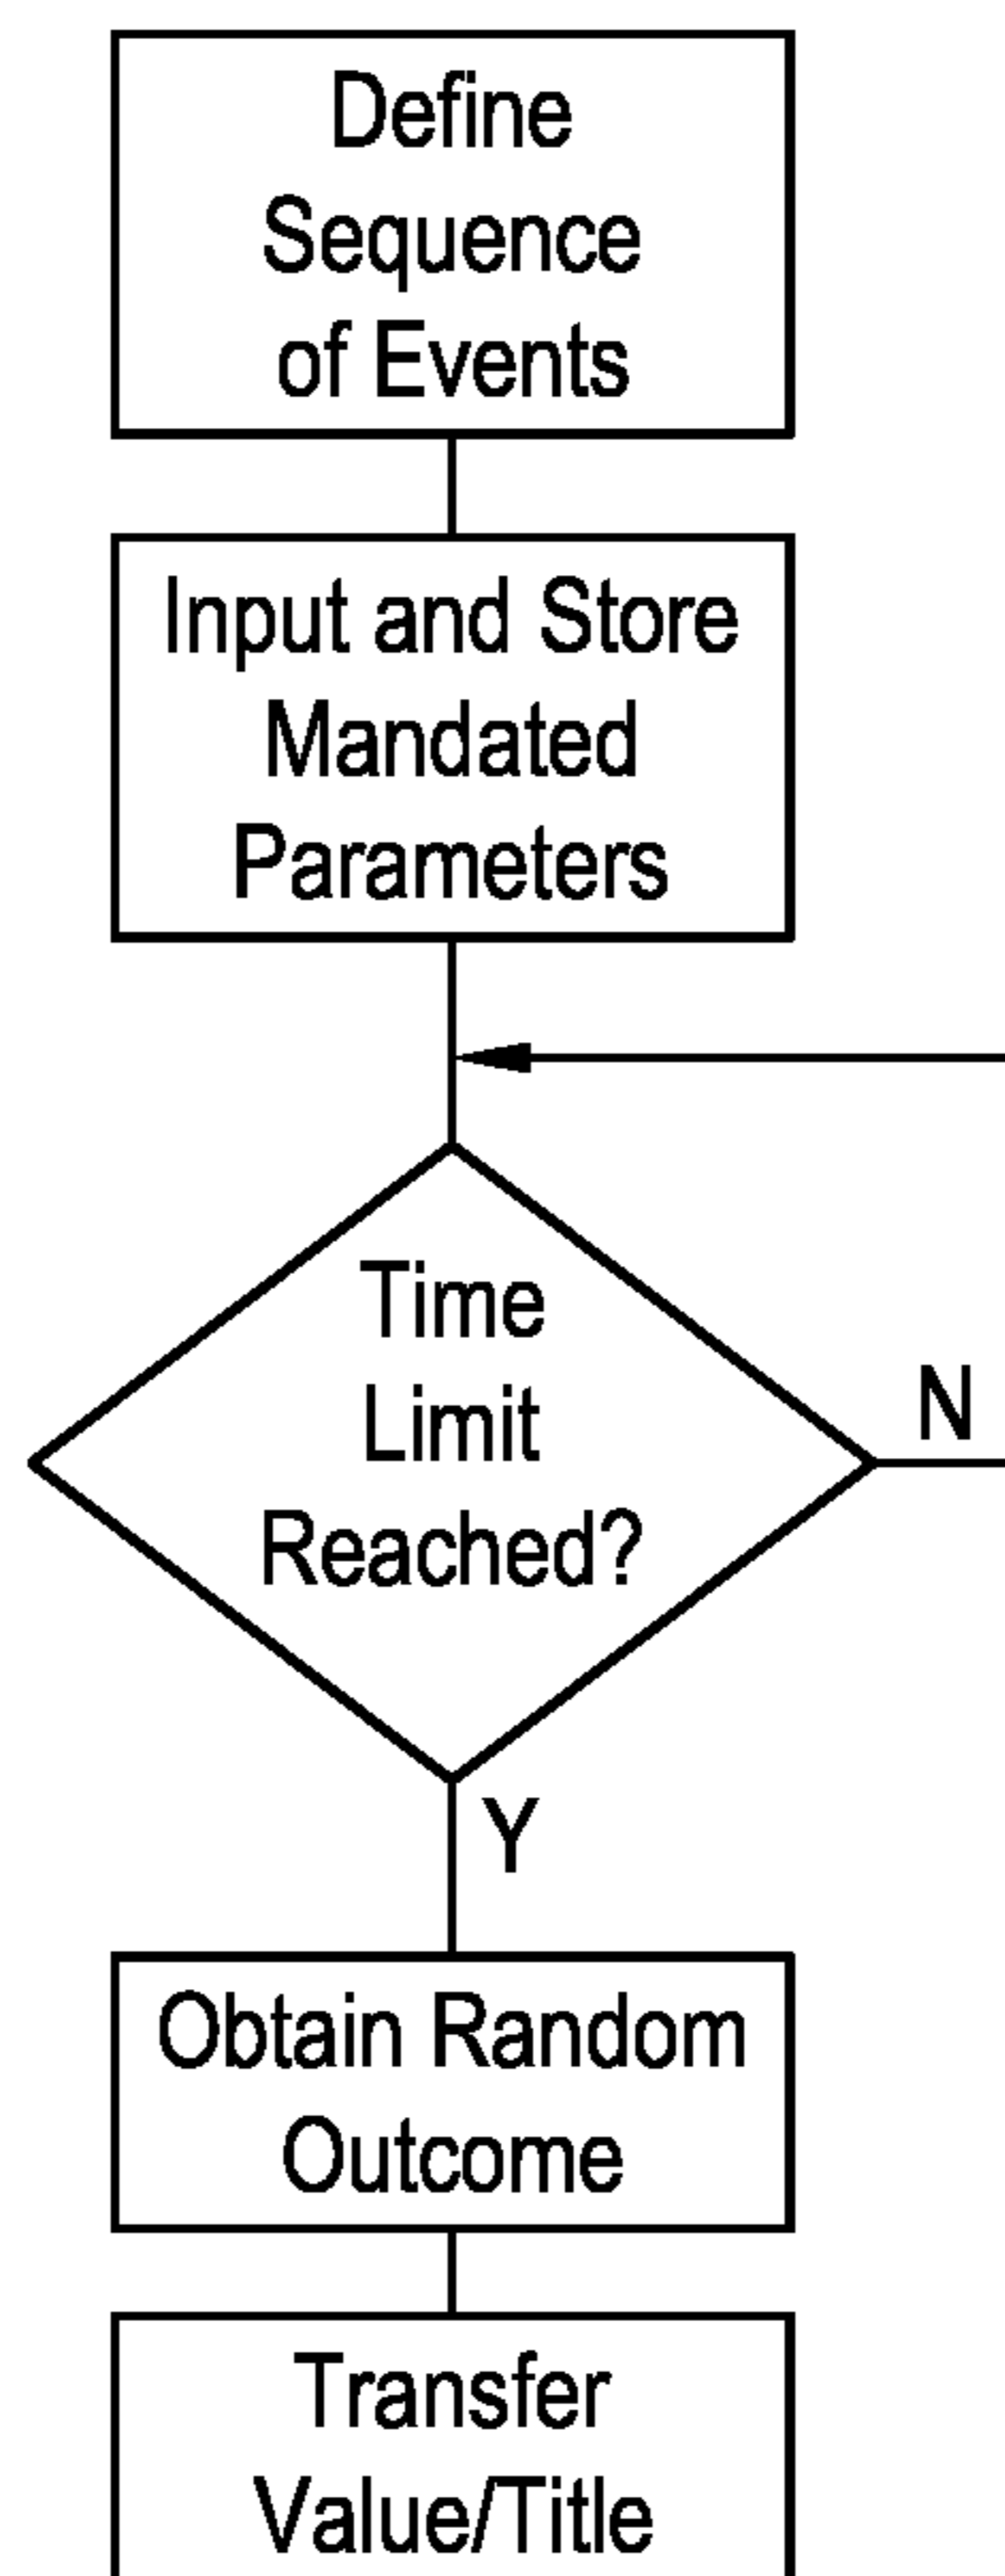 Define
Sequence
of Events
Input and Store
Mandated
Parameters
Time
Limit
Reached?
N
Y
Obtain Random
Outcome
Transfer
Value/Title